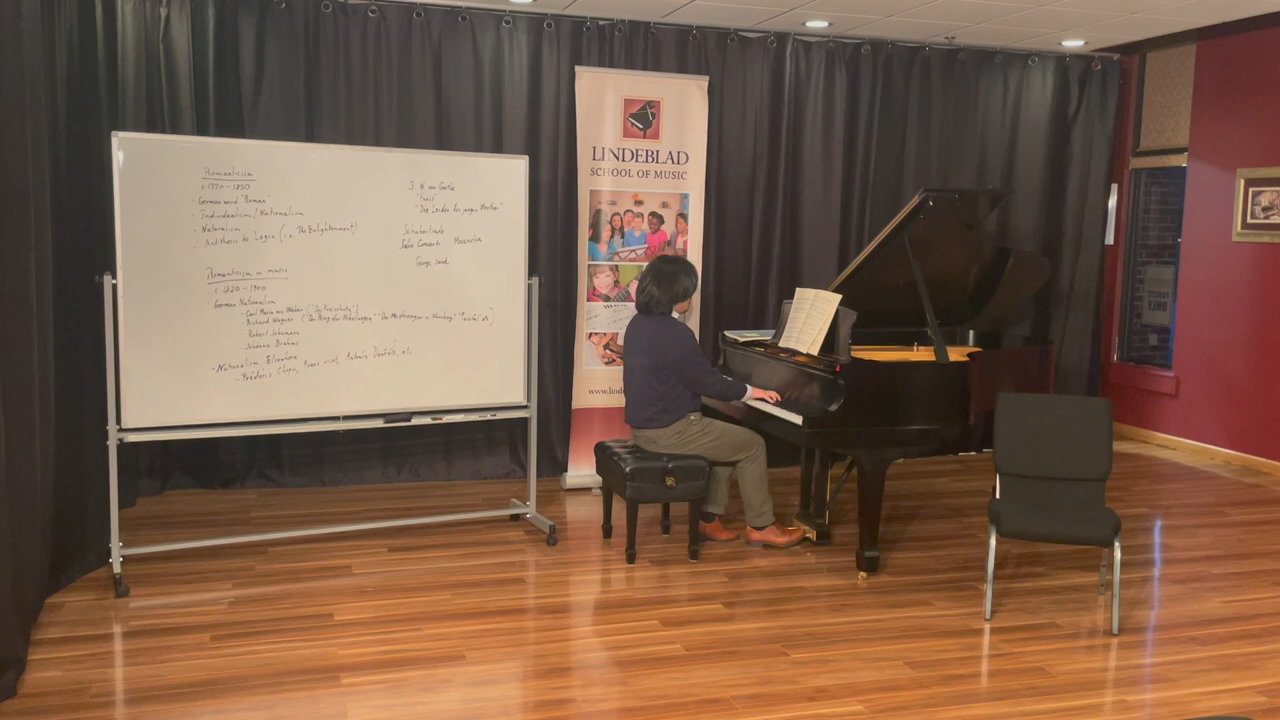 Romanticism
· c. 1770 - 1850
· German word "Roman"
· Individualism / Nationalism
· Naturalism
· Antithesis to Logic (i.e. The Enlightenment)
Romanticism in music
· c. 1820 - 1900
· German Nationalism
- Carl Maria von Weber ("Der Freischütz")
Richard Wagner ("Der Ring des Nibelungen," "Der Meistersinger von Nürnberg" "Parsifal" etc)
Robert Schumann
- Johannes Brahms
· Nationalism Elsewhere
- Frédéric Chopin, Franz Liszt, Antonín Dvořák, etc.
J. W von Goethe
"Faust"
"Die Leiden des jungen Werther"
Schubertiade
Salon Concerts
George Sand
LINDEBLAD
SCHOOL OF MUSIC
www.lind